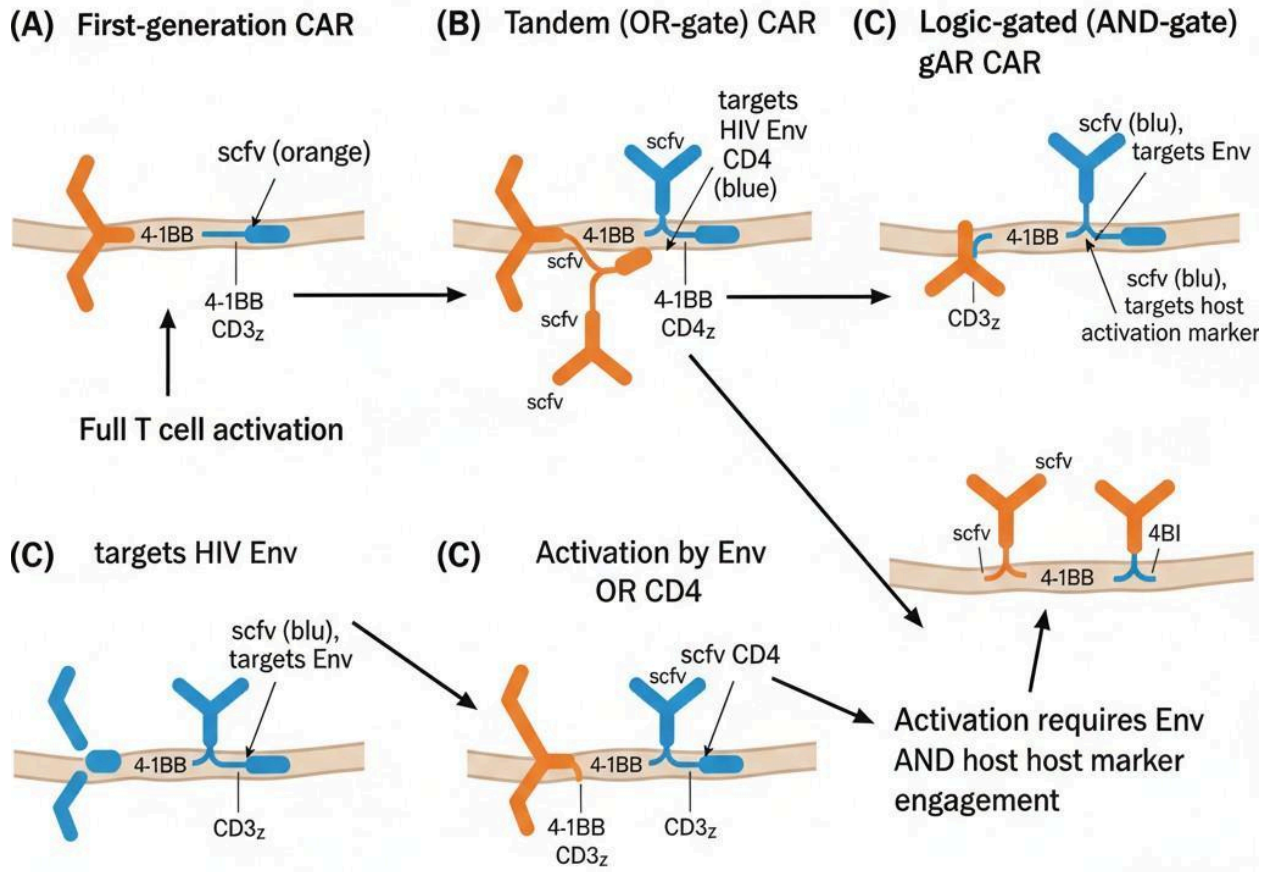 (A) First-generation CAR
scfv (orange)
4-1BB
4-1BB
CD3z
Full T cell activation
(B) Tandem (OR-gate) CAR
targets
HIV Env
CD4
(blue)
scfv
4-1BB
scfv
scfv
scfv
4-1BB
CD4z
(C) Logic-gated (AND-gate)
gAR CAR
scfv (blu),
targets Env
4-1BB
CD3z
scfv (blu),
targets host
activation marker
scfv
scfv
4-1BB
4BI
(C) targets HIV Env
scfv (blu),
targets Env
4-1BB
CD3z
(C) Activation by Env
OR CD4
scfv CD4
scfv
4-1BB
4-1BB
CD3z
CD3z
Activation requires Env
AND host host marker
engagement